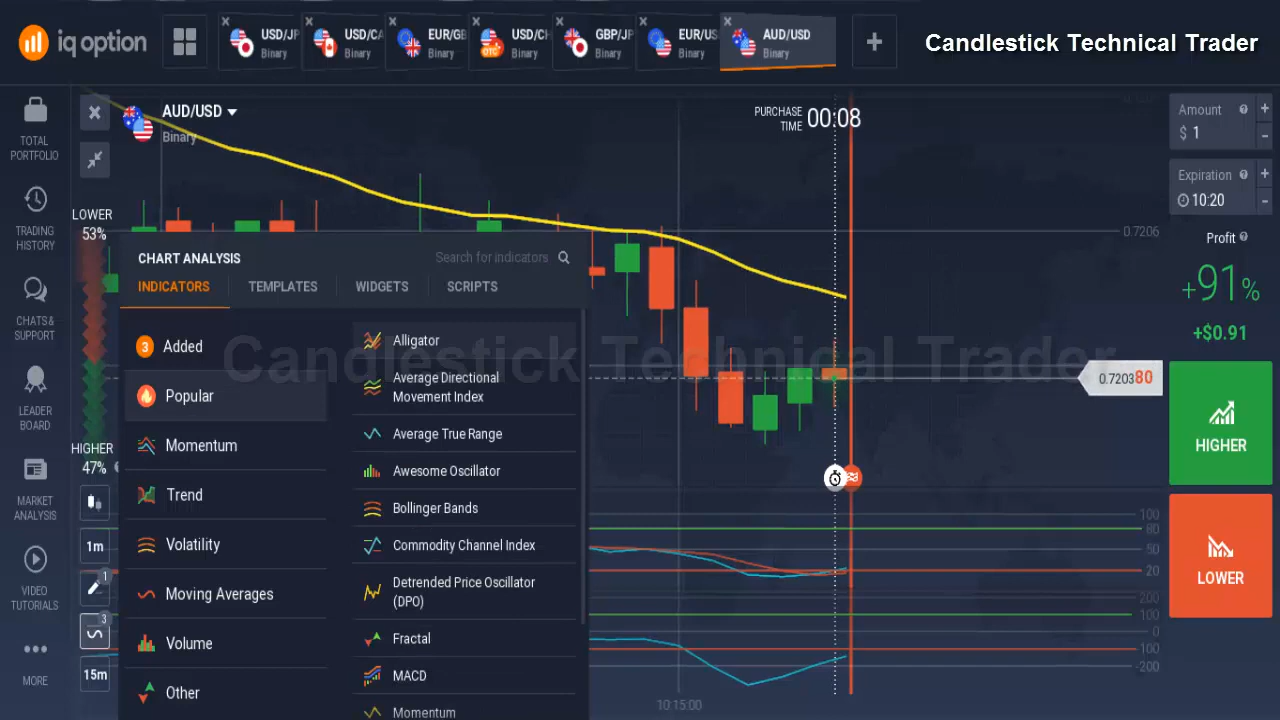 iq option
USD/JP
Binary
USD/CA
Binary
EUR/GB
Binary
USD/CH
Binary
OTC
GBP/JP
Binary
EUR/US
Binary
AUD/USD
Binary
Candlestick Technical Trader
TOTAL
PORTFOLIO
TRADING
HISTORY
CHATS &
SUPPORT
LEADER
BOARD
MARKET
ANALYSIS
VIDEO
TUTORIALS
MORE
AUD/USD
Binary
LOWER
53%
HIGHER
47%
1m
1
3
15m
PURCHASE
TIME
00:08
CHART ANALYSIS
Search for indicators
INDICATORS
TEMPLATES
WIDGETS
SCRIPTS
3
Added
Popular
Momentum
Trend
Volatility
Moving Averages
Volume
Other
Alligator
Average Directional
Movement Index
Average True Range
Awesome Oscillator
Bollinger Bands
Commodity Channel Index
Detrended Price Oscillator
(DPO)
Fractal
MACD
Momentum
Candlestick Technical Trader
0.7206
0.720380
100
80
50
20
200
100
0
-100
-200
10:15:00
Amount
$ 1
+
-
Expiration
10:20
+
-
Profit
+91%
+$0.91
HIGHER
LOWER